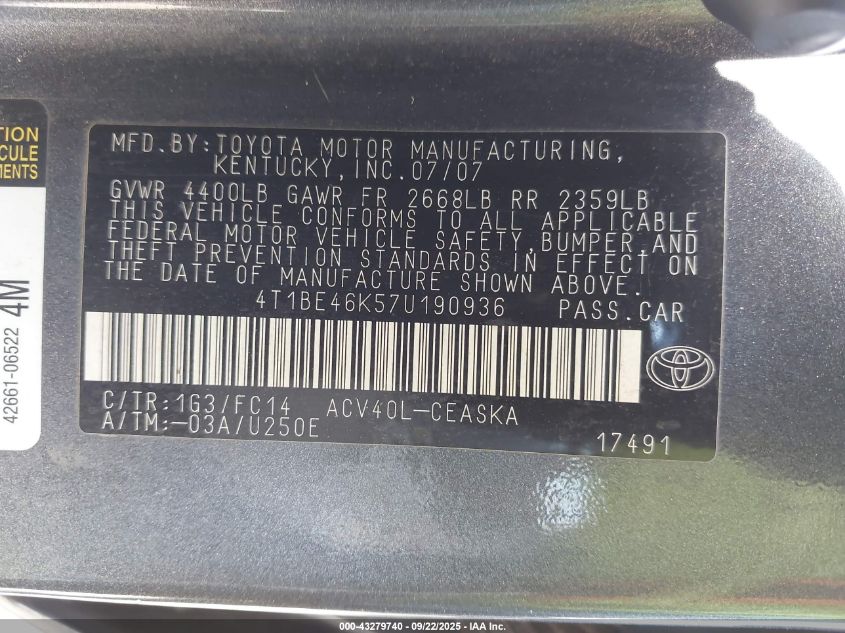 TION
CULE
MENTS
42661-06522 4M
MFD.BY:TOYOTA MOTOR MANUFACTURING,
KENTUCKY,INC.07/07
GVWR 4400LB GAWR FR 2668LB RR 2359LB
THIS VEHICLE CONFORMS TO ALL APPLICABLE
FEDERAL MOTOR VEHICLE SAFETY,BUMPER,AND
THEFT PREVENTION STANDARDS IN EFFECT ON
THE DATE OF MANUFACTURE SHOWN ABOVE.
4T1BE46K57U190936 PASS.CAR
C/TR:1G3/FC14 ACV40L-CEASKA
A/TM:-03A/U250E
17491
000-43279740 - 09/22/2025 - IAA Inc.